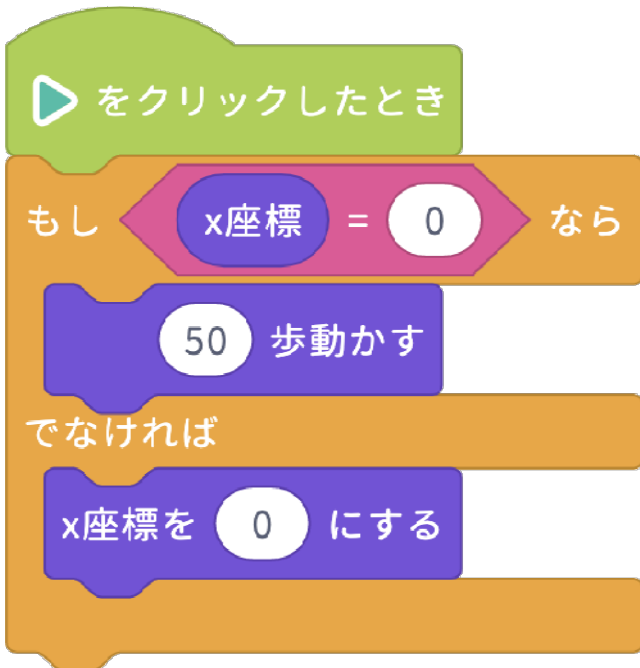 をクリックしたとき
もし x座標 = 0 なら
50 歩動かす
でなければ
x座標を 0 にする